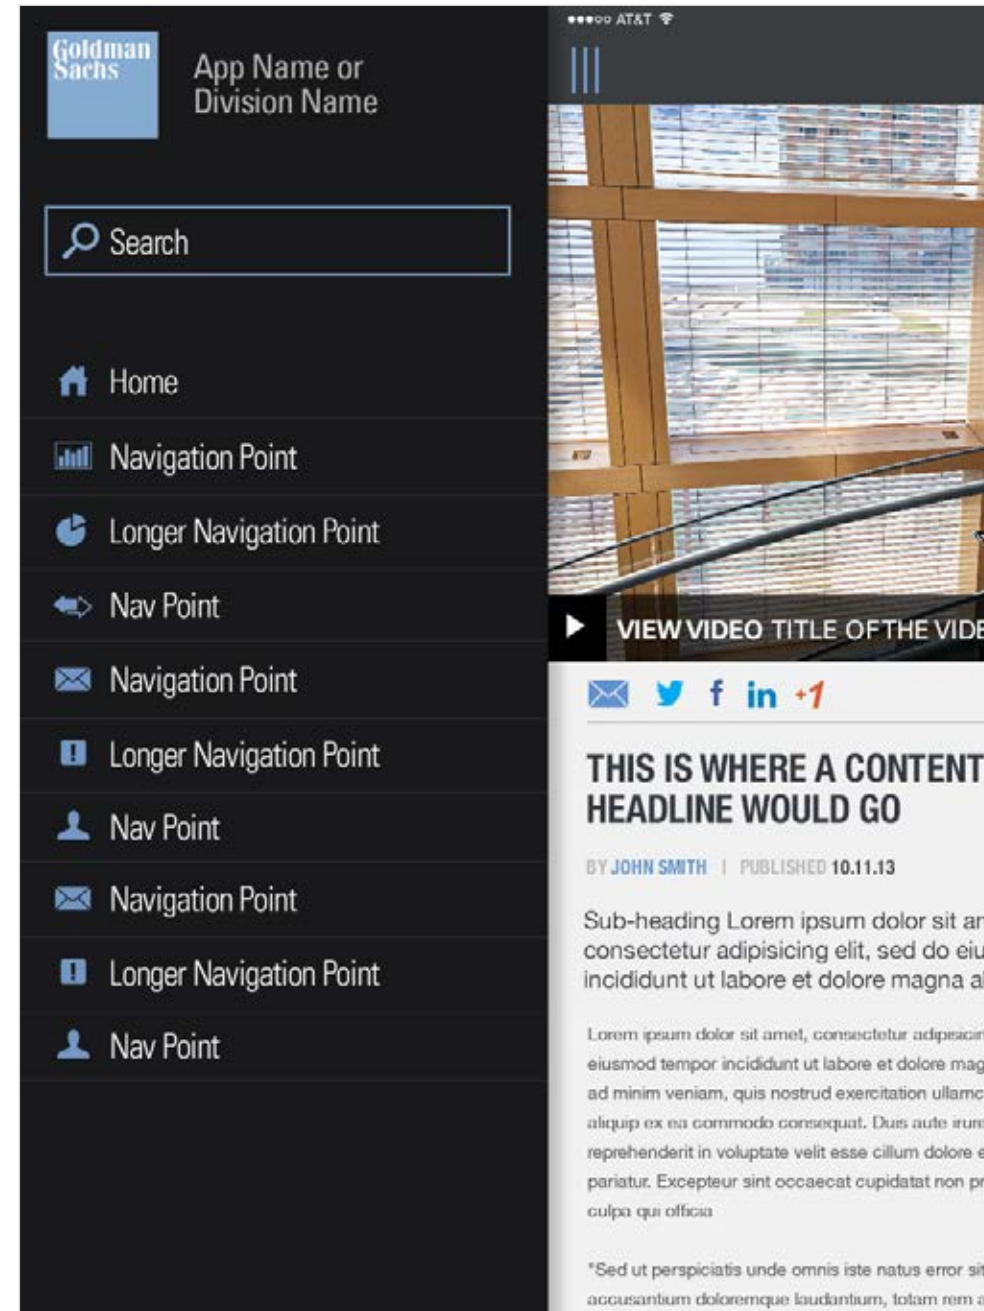 Goldman
Sachs
App Name or
Division Name
Search
Home
Navigation Point
Longer Navigation Point
Nav Point
Navigation Point
Longer Navigation Point
Nav Point
Navigation Point
Longer Navigation Point
Nav Point
AT&T
VIEW VIDEO TITLE OF THE VIDE
f in +1
THIS IS WHERE A CONTENT
HEADLINE WOULD GO
BY JOHN SMITH | PUBLISHED 10.11.13
Sub-heading Lorem ipsum dolor sit am
consectetur adipisicing elit, sed do eiu
incididunt ut labore et dolore magna al
Lorem ipsum dolor sit amet, consectetur adipisicin
eiusmod tempor incididunt ut labore et dolore mag
ad minim veniam, quis nostrud exercitation ullamc
aliquip ex ea commodo consequat. Duis aute irure
reprehenderit in voluptate velit esse cillum dolore e
pariatur. Excepteur sint occaecat cupidatat non pr
culpa qui officia
"Sed ut perspiciatis unde omnis iste natus error sit
accusantium doloremque laudantium, totam rem a